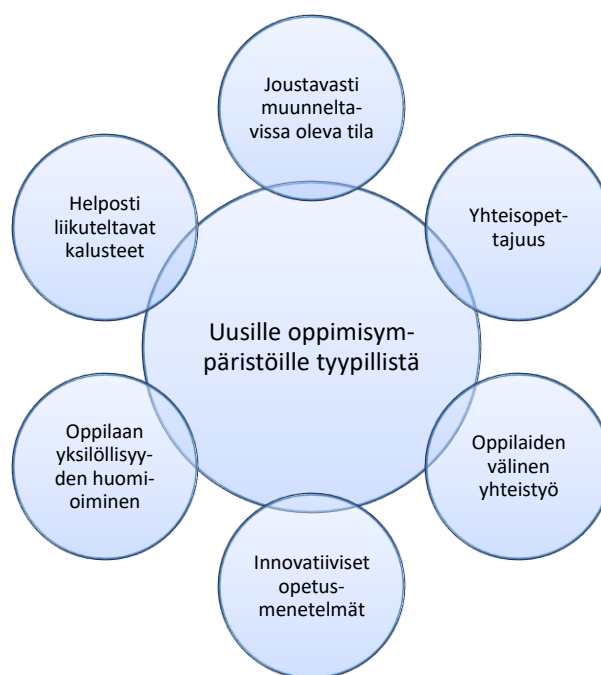 Joustavasti
muunnelta-
vissa oleva tila
Helposti
liikuteltavat
kalusteet
Yhteisopet-
tajuus
Uusille oppimisym-
päristöille tyypillistä
Oppilaan
yksilöllisyy-
den huomi-
oiminen
Oppilaiden
välinen
yhteistyö
Innovatiiviset
opetus-
menetelmät